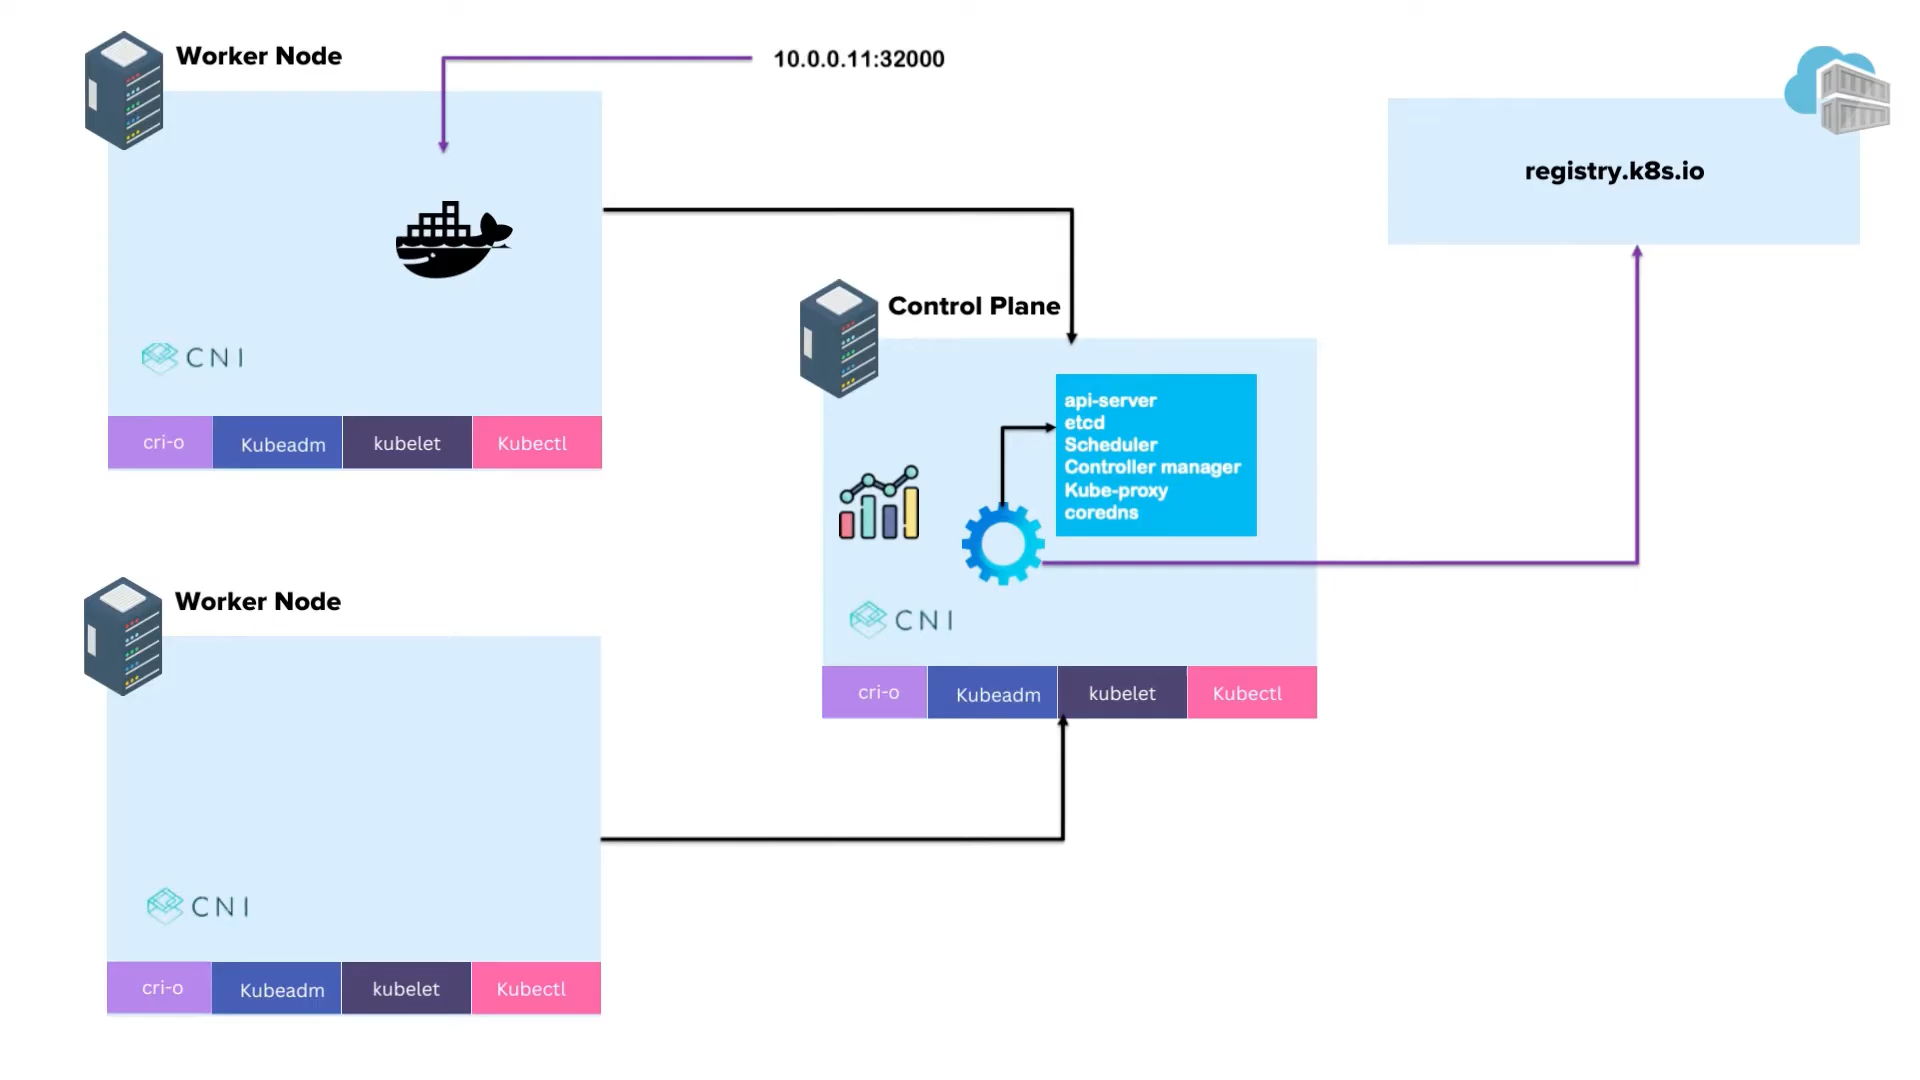 Worker Node
10.0.0.11:32000
registry.k8s.io
CNI
cri-o
Kubeadm
kubelet
Kubectl
Control Plane
api-server
etcd
Scheduler
Controller manager
Kube-proxy
coredns
CNI
cri-o
Kubeadm
kubelet
Kubectl
Worker Node
CNI
cri-o
Kubeadm
kubelet
Kubectl